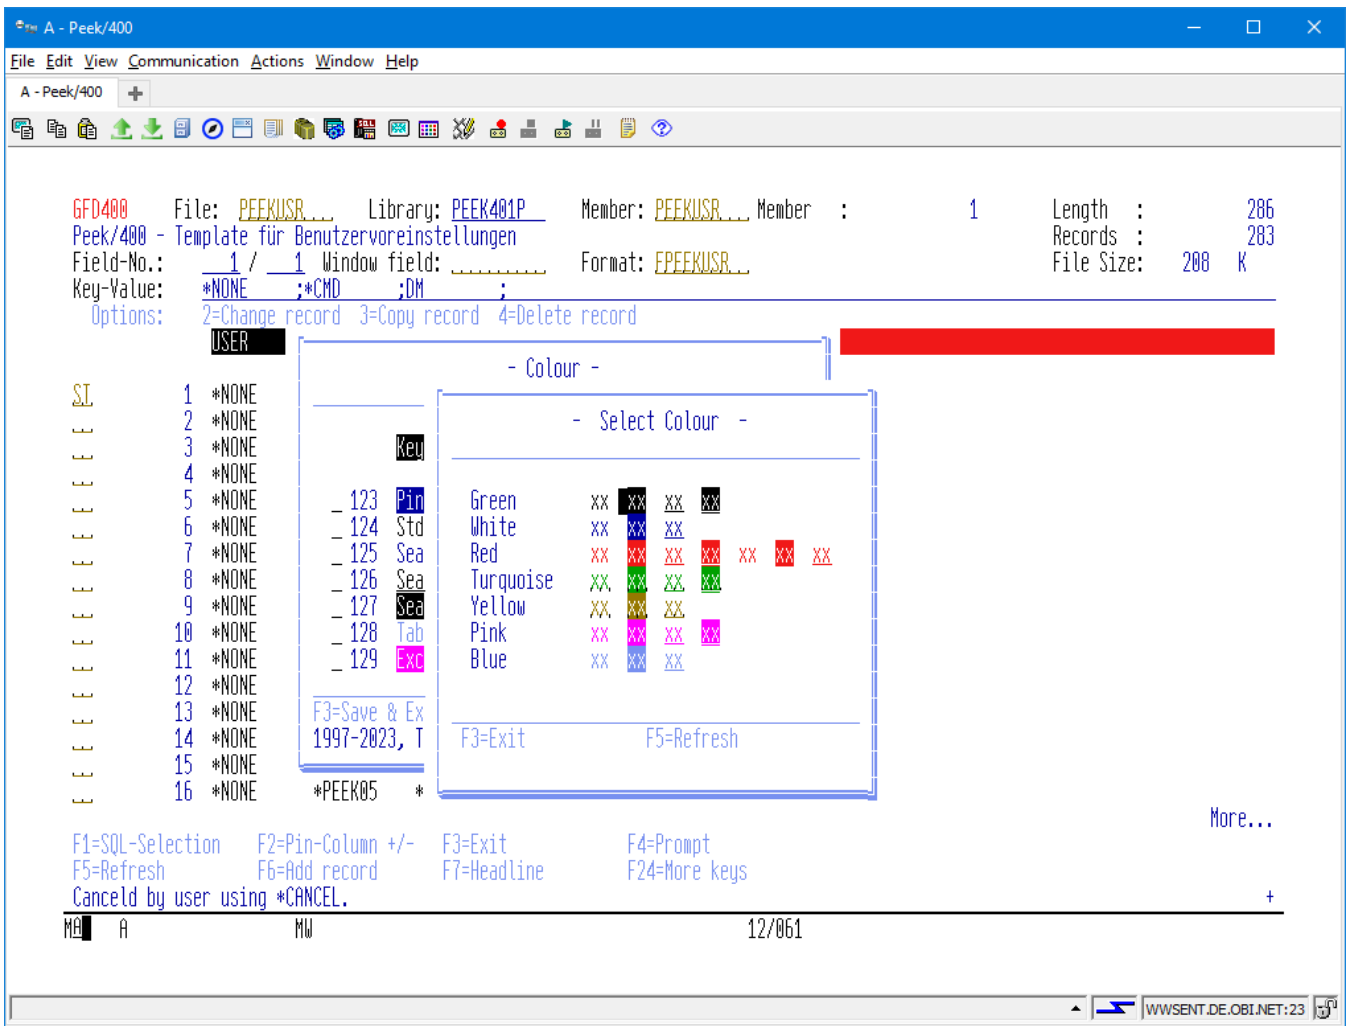 A - Peek/400
File Edit View Communication Actions Window Help
A - Peek/400
GFD400 File: PEEKUSR Library: PEEK401P Member: PEEKUSR Member : 1 Length : 286
Peek/400 - Template für Benutzervoreinstellungen Records : 283
Field-No.: 1 / 1 Window field: Format: FPEEKUSR File Size: 208 K
Key-Value: *NONE ;*CMD ;DM ;
Options: 2=Change record 3=Copy record 4=Delete record
USER
- Colour -
ST 1 *NONE
2 *NONE - Select Colour -
3 *NONE Key
4 *NONE
5 *NONE _ 123 Pin Green xx xx xx xx
6 *NONE _ 124 Std White xx xx xx
7 *NONE _ 125 Sea Red xx xx xx xx xx xx xx
8 *NONE _ 126 Sea Turquoise xx xx xx xx
9 *NONE _ 127 Sea Yellow xx xx xx
10 *NONE _ 128 Tab Pink xx xx xx xx
11 *NONE _ 129 Exc Blue xx xx xx
12 *NONE
13 *NONE F3=Save & Ex
14 *NONE 1997-2023, T F3=Exit F5=Refresh
15 *NONE
16 *NONE *PEEK05 *
More...
F1=SQL-Selection F2=Pin-Column +/- F3=Exit F4=Prompt
F5=Refresh F6=Add record F7=Headline F24=More keys
Canceld by user using *CANCEL. +
MA A MW 12/061
WWSENT.DE.OBI.NET:23